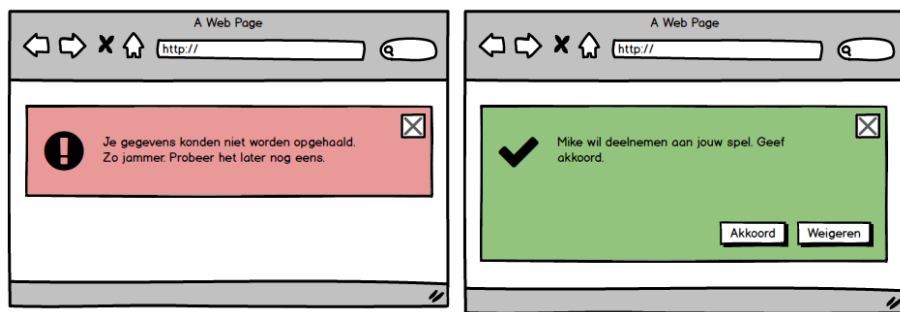 A Web Page
http://
Je gegevens konden niet worden opgehaald.
Zo jammer. Probeer het later nog eens.
A Web Page
http://
Mike wil deelnemen aan jouw spel. Geef
akkoord.
Akkoord
Weigeren